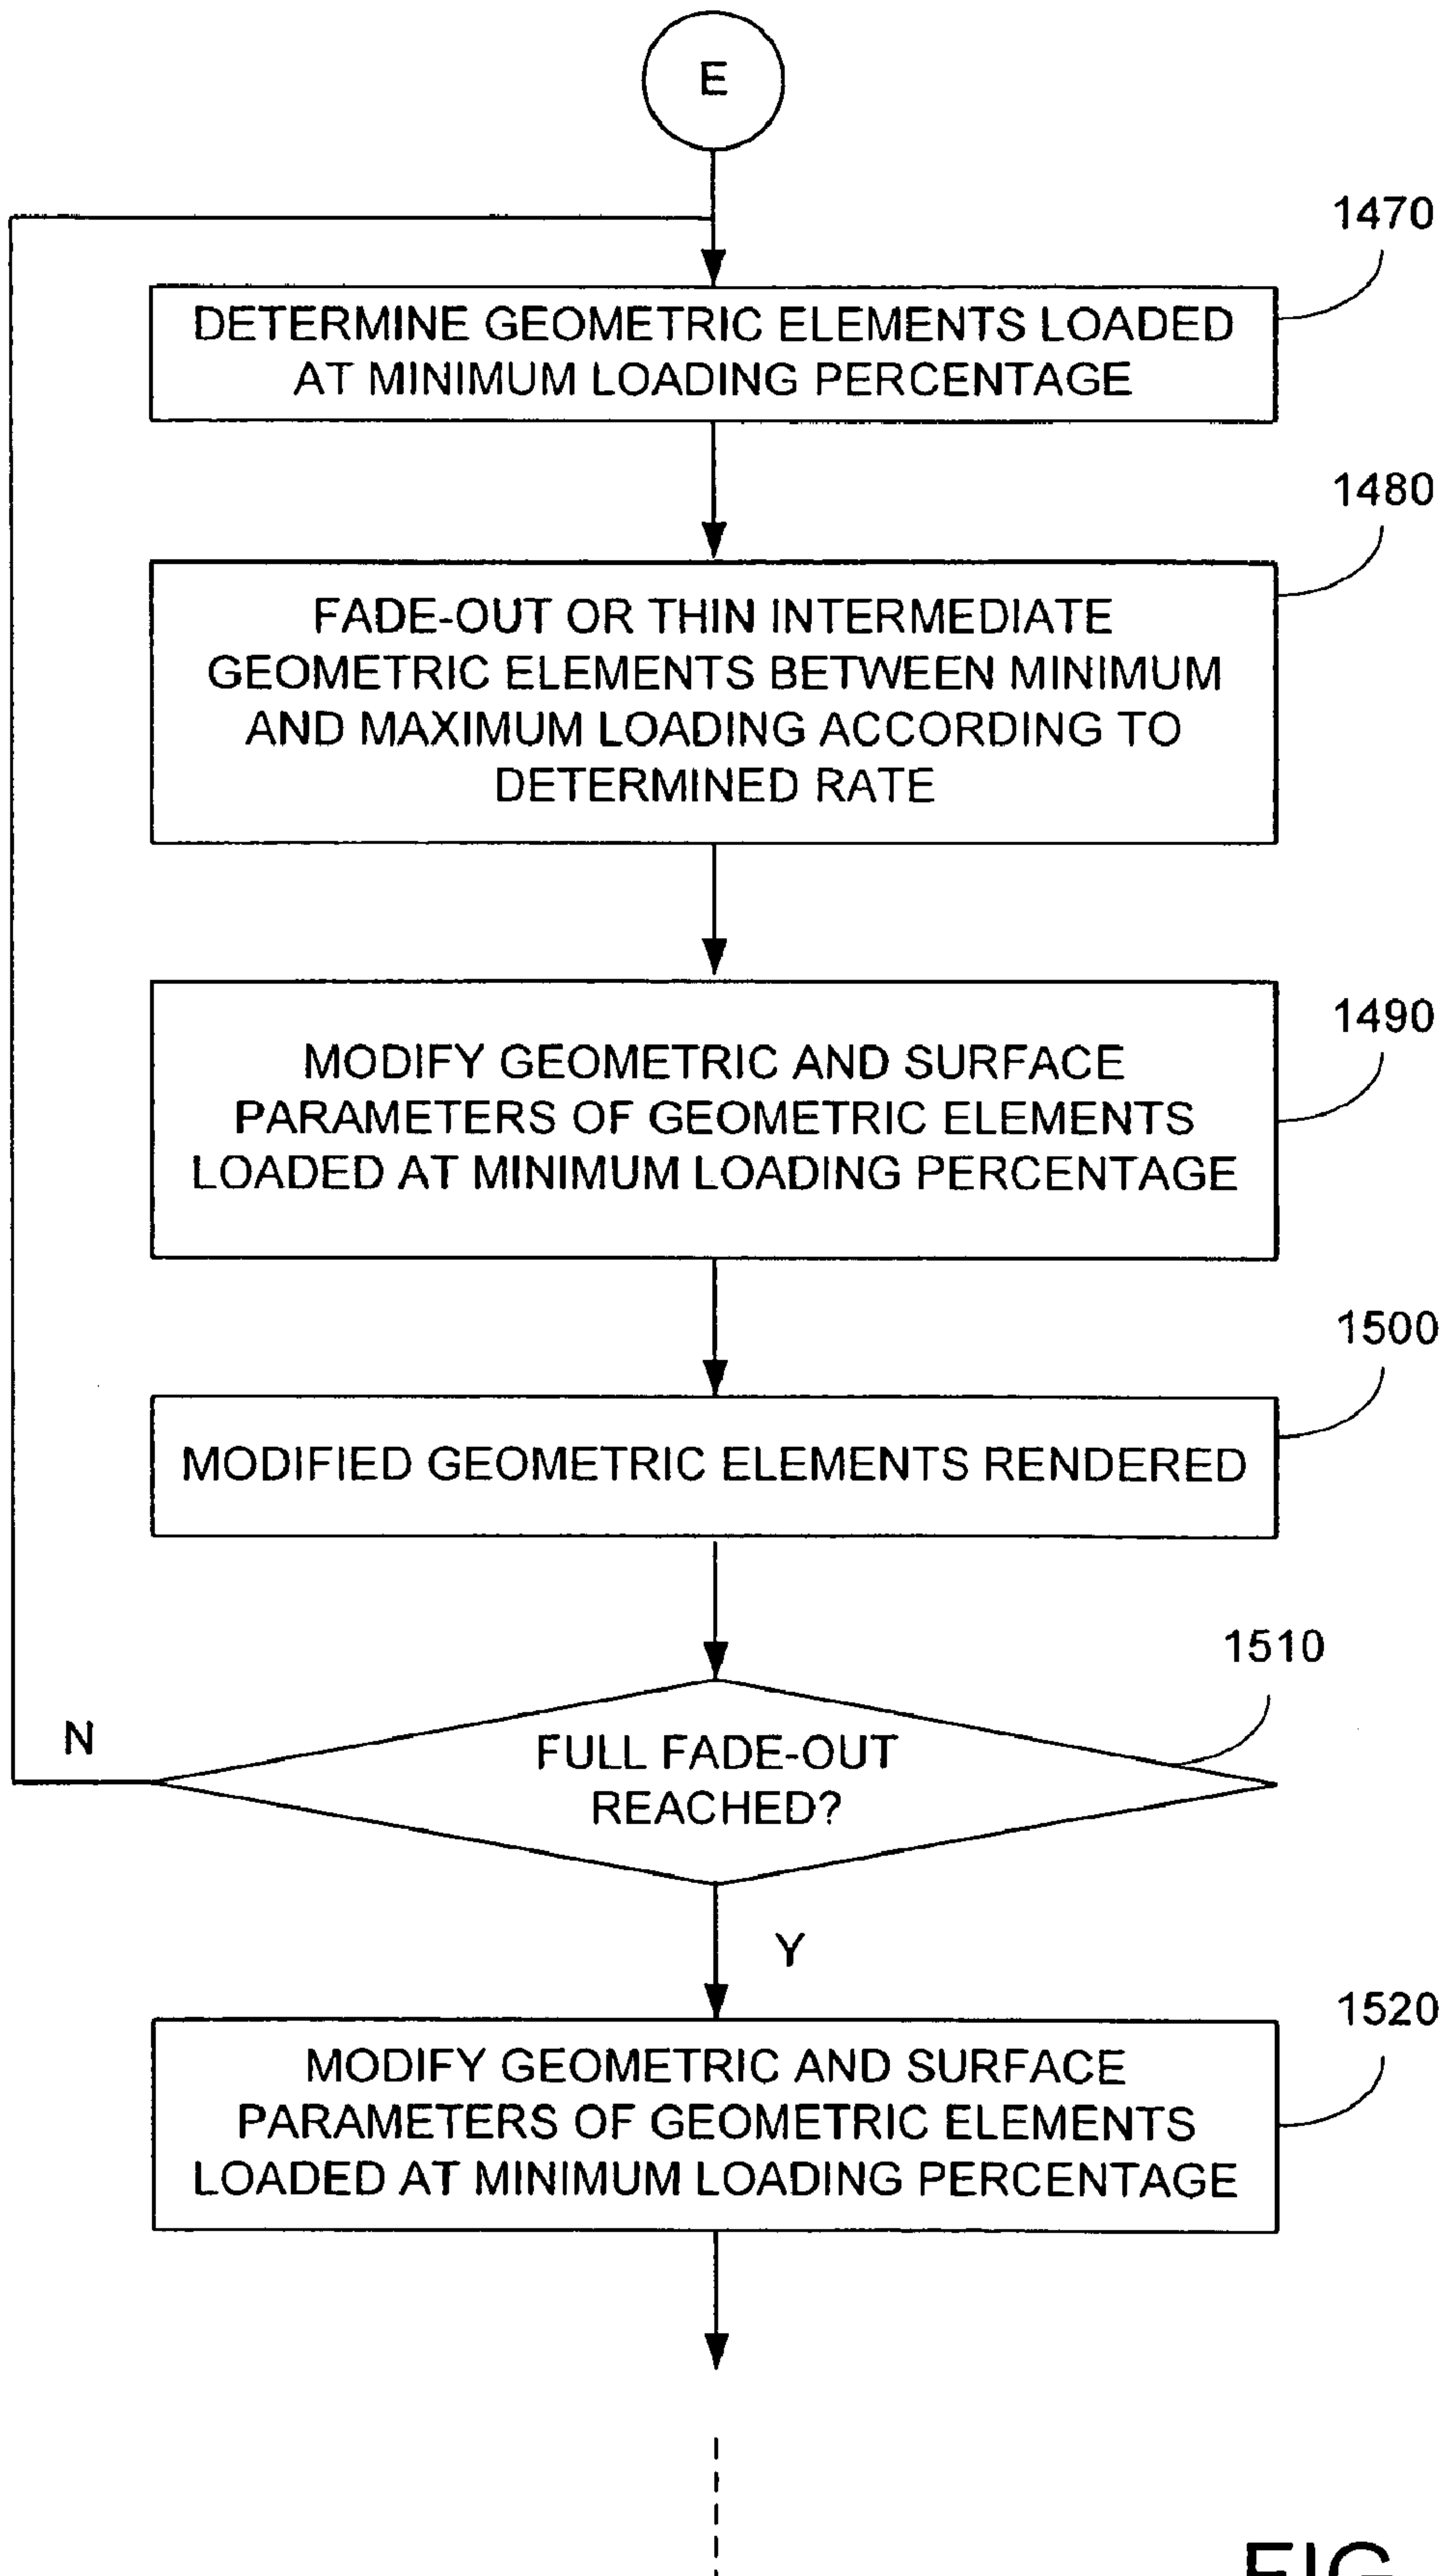 E
1470
DETERMINE GEOMETRIC ELEMENTS LOADED
AT MINIMUM LOADING PERCENTAGE
1480
FADE-OUT OR THIN INTERMEDIATE
GEOMETRIC ELEMENTS BETWEEN MINIMUM
AND MAXIMUM LOADING ACCORDING TO
DETERMINED RATE
1490
MODIFY GEOMETRIC AND SURFACE
PARAMETERS OF GEOMETRIC ELEMENTS
LOADED AT MINIMUM LOADING PERCENTAGE
1500
MODIFIED GEOMETRIC ELEMENTS RENDERED
1510
N
FULL FADE-OUT
REACHED?
Y
1520
MODIFY GEOMETRIC AND SURFACE
PARAMETERS OF GEOMETRIC ELEMENTS
LOADED AT MINIMUM LOADING PERCENTAGE
FIG